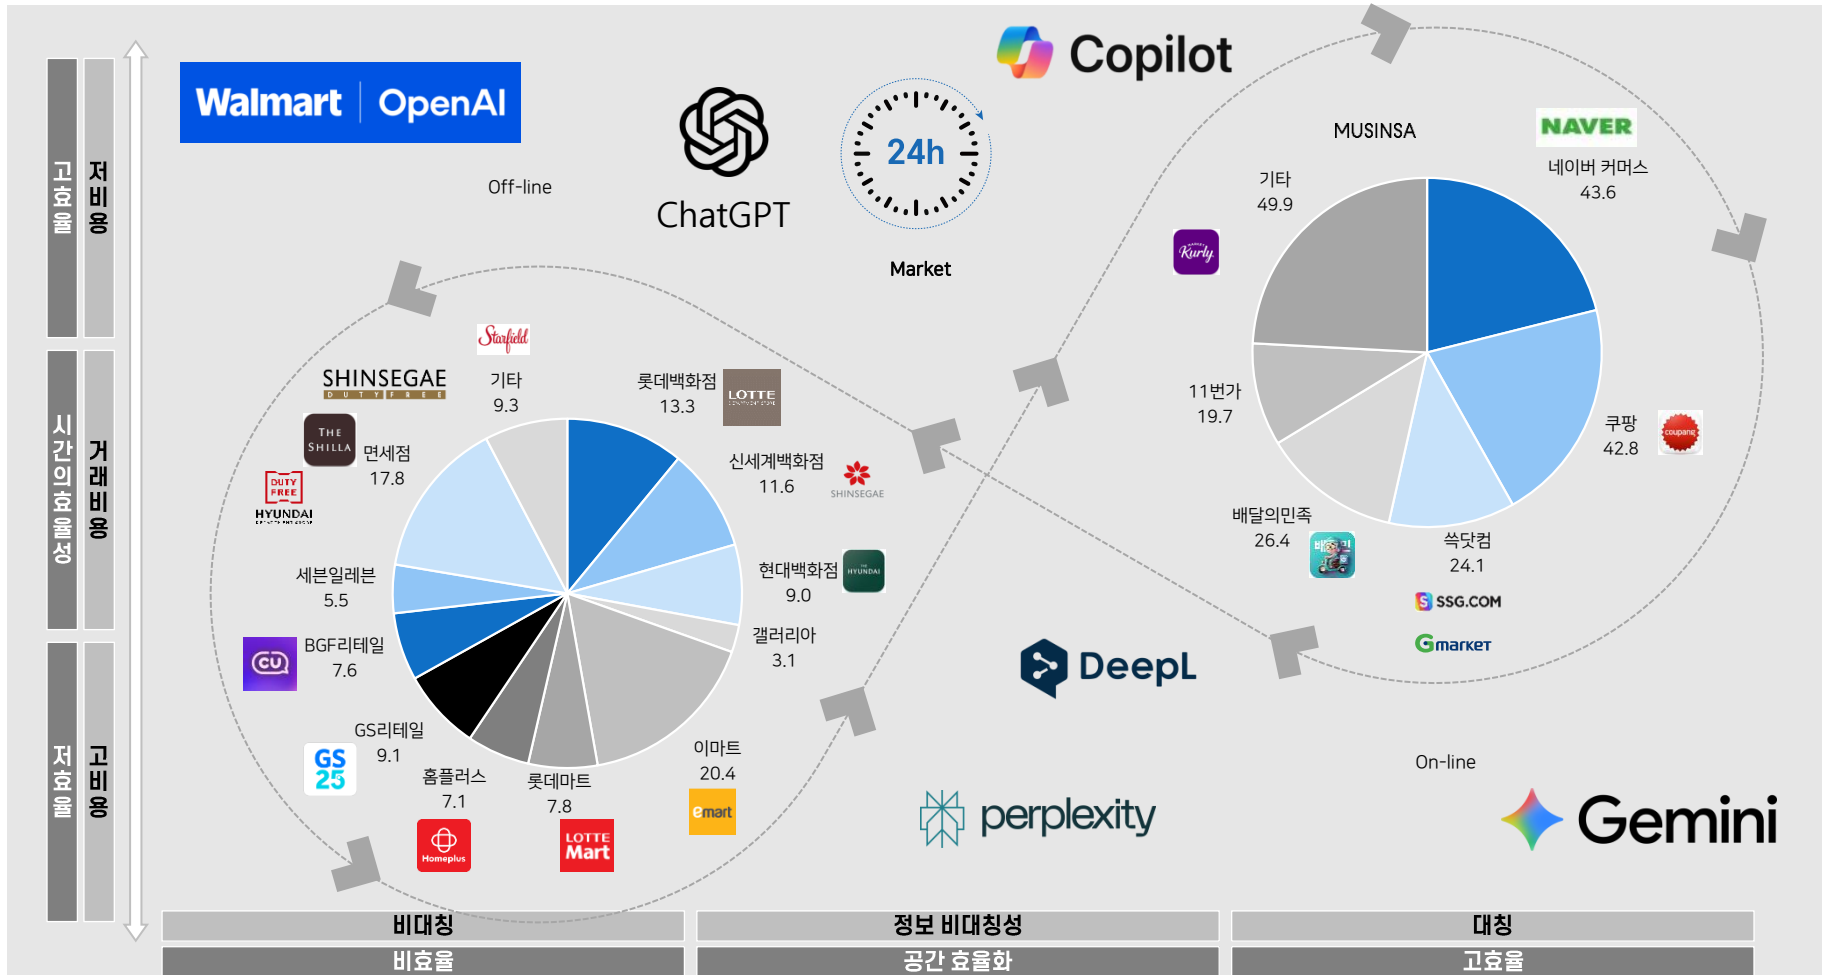 Walmart | OpenAI
ChatGPT
24h
Market
Copilot
Off-line
고효율
저비용
시간의효율성
거래비용
저효율
고비용
MUSINSA
NAVER
네이버 커머스
43.6
기타
49.9
Kurly
11번가
19.7
쿠팡
42.8
coupang
배달의민족
26.4
쓱닷컴
24.1
SSG.COM
Gmarket
Starfield
기타
9.3
롯데백화점
13.3
LOTTE
SHINSEGAE
DUTY FREE
THE
SHILLA
면세점
17.8
DUTY
FREE
HYUNDAI
신세계백화점
11.6
SHINSEGAE
현대백화점
9.0
HYUNDAI
세븐일레븐
5.5
갤러리아
3.1
BGF리테일
7.6
CU
GS리테일
9.1
GS
25
홈플러스
7.1
Homeplus
롯데마트
7.8
LOTTE
Mart
이마트
20.4
emart
DeepL
perplexity
On-line
Gemini
비대칭
정보 비대칭성
대칭
비효율
공간 효율화
고효율